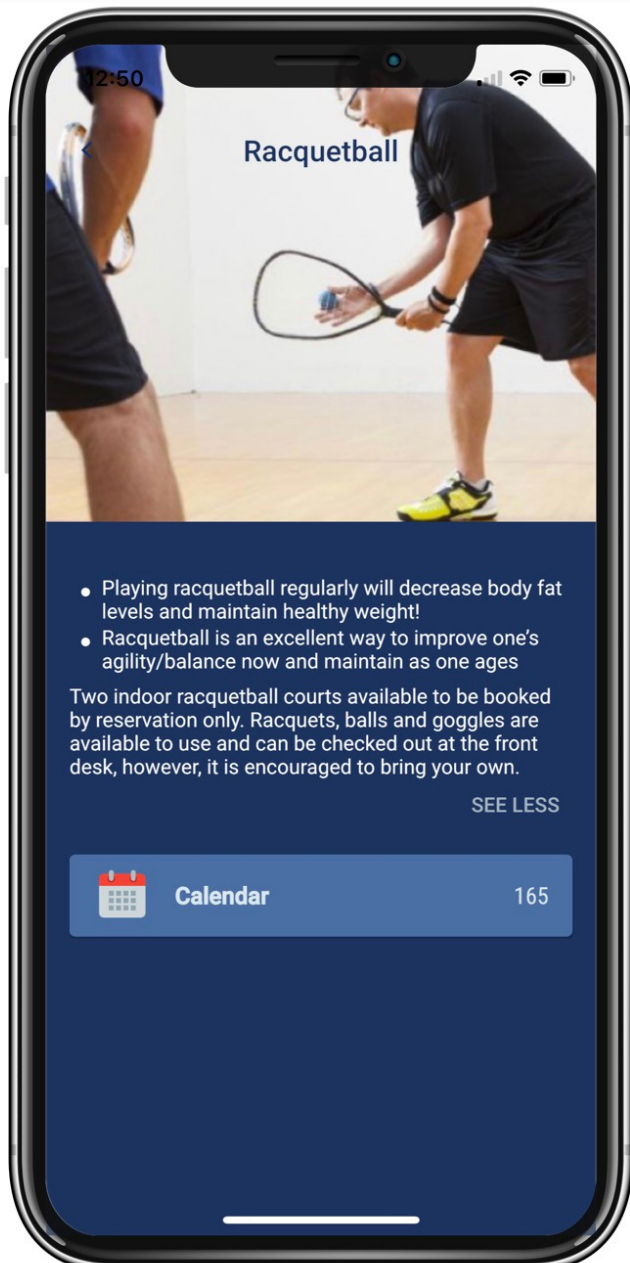 12:50
Racquetball
• Playing racquetball regularly will decrease body fat
levels and maintain healthy weight!
• Racquetball is an excellent way to improve one’s
agility/balance now and maintain as one ages
Two indoor racquetball courts available to be booked
by reservation only. Racquets, balls and goggles are
available to use and can be checked out at the front
desk, however, it is encouraged to bring your own.
SEE LESS
Calendar 165